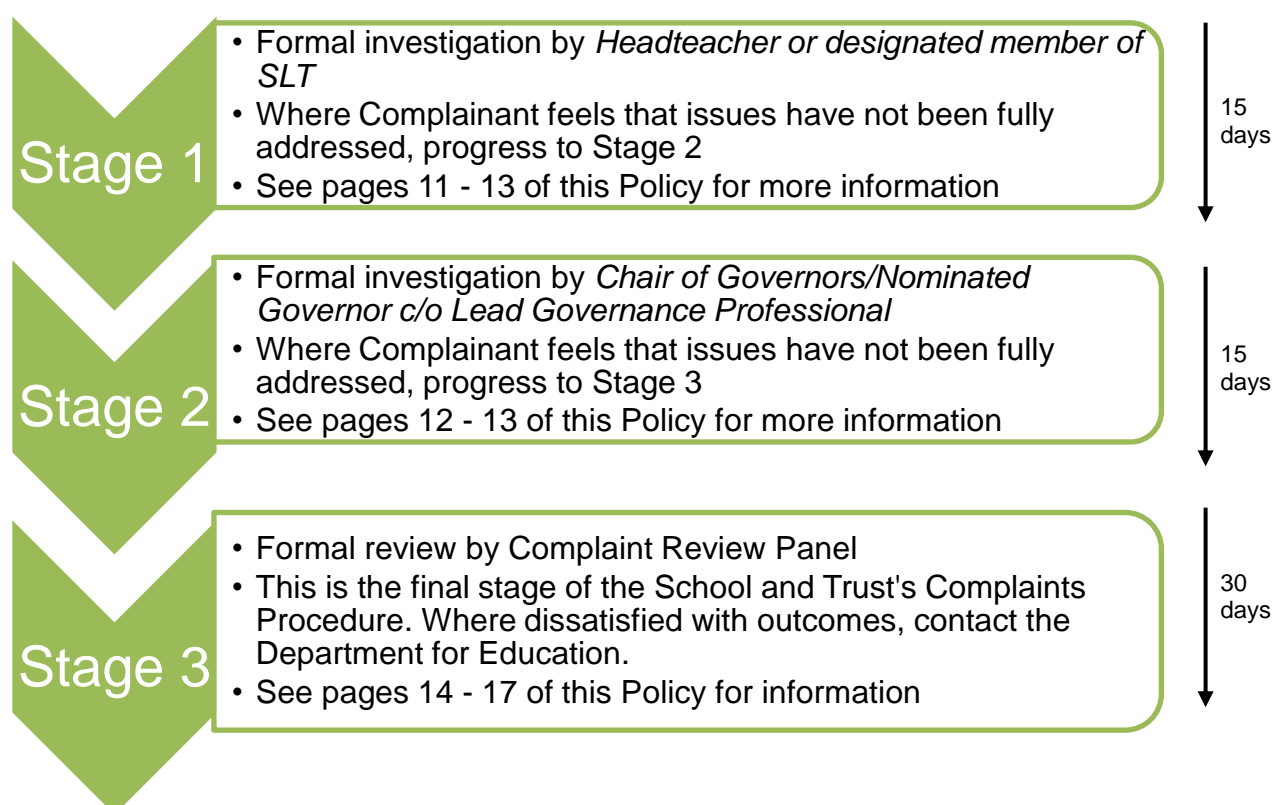 Stage 1
• Formal investigation by Headteacher or designated member of
SLT
• Where Complainant feels that issues have not been fully
addressed, progress to Stage 2
• See pages 11 - 13 of this Policy for more information
15
days
Stage 2
• Formal investigation by Chair of Governors/Nominated
Governor c/o Lead Governance Professional
• Where Complainant feels that issues have not been fully
addressed, progress to Stage 3
• See pages 12 - 13 of this Policy for more information
15
days
Stage 3
• Formal review by Complaint Review Panel
• This is the final stage of the School and Trust's Complaints
Procedure. Where dissatisfied with outcomes, contact the
Department for Education.
• See pages 14 - 17 of this Policy for information
30
days